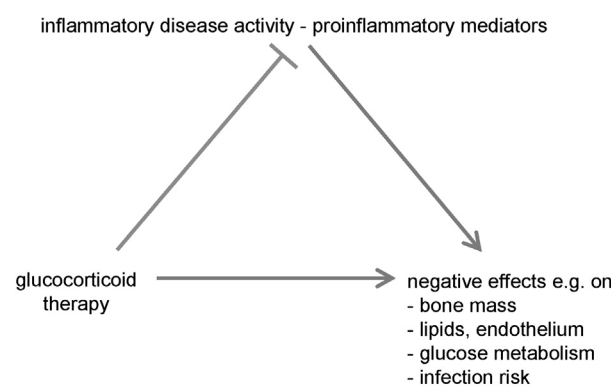 inflammatory disease activity - proinflammatory mediators
glucocorticoid
therapy
negative effects e.g. on
- bone mass
- lipids, endothelium
- glucose metabolism
- infection risk